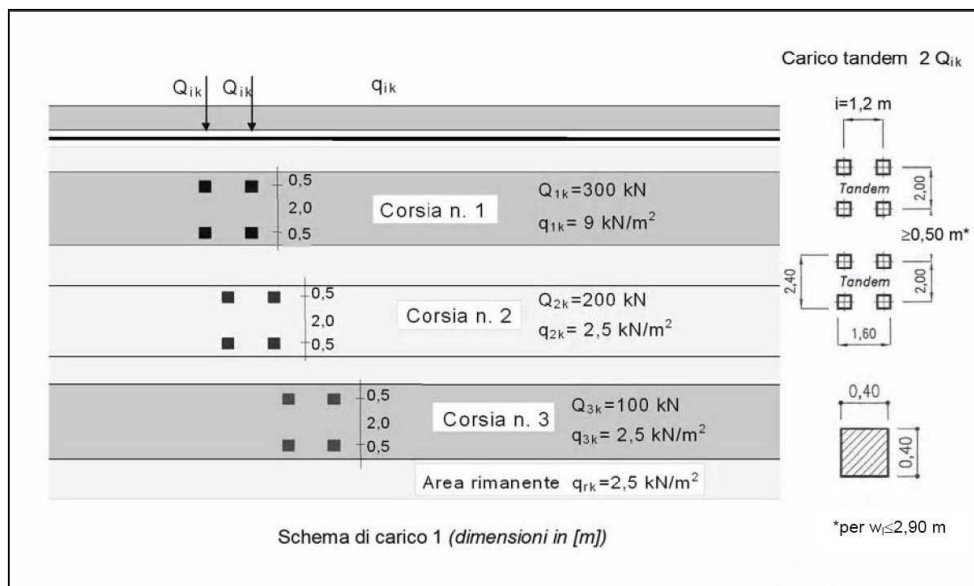 Carico tandem 2 Qik
Qik Qik qik
i=1,2 m
0,5
2,0
0,5
Corsia n. 1
Q1k=300 kN
q1k= 9 kN/m²
Tandem
2,00
≥0,50 m*
0,5
2,0
0,5
Corsia n. 2
Q2k=200 kN
q2k= 2,5 kN/m²
2,40
Tandem
2,00
1,60
0,5
2,0
0,5
Corsia n. 3
Q3k=100 kN
q3k= 2,5 kN/m²
0,40
0,40
Area rimanente qrk=2,5 kN/m²
Schema di carico 1 (dimensioni in [m])
*per wl≤2,90 m